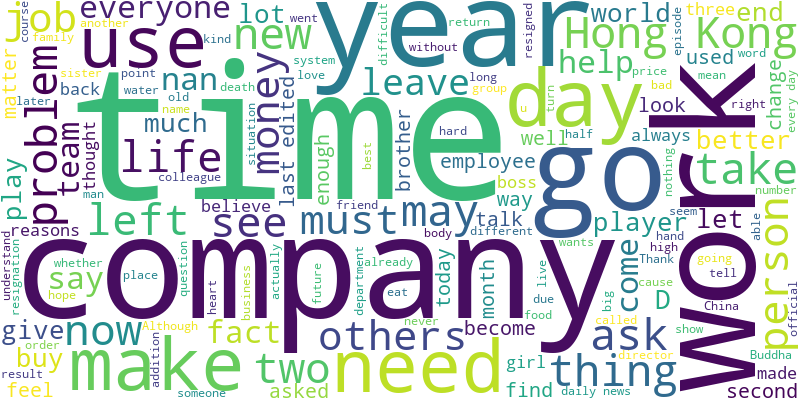 Job everyone lot new year Hong Kong world three end
another kind went without return resigned
difficult episode word course family
matter use help used price change mean
problem back nan money leave day look every day
later sister point water system love death long group turn u bad right
team thought old name situation last edited enough much
time go work
play man life colleague hard best well half always better take
brother employee boss way nothing number
reasons left believe see must may talk player let person
friend body different seem hand able
understand resignation say whether place question actually heart business
company today month already department future eat live due food big cause come D
wants high Thank going tell China official
hope Although give now fact others become ask
never called show director Buddha made
result order buy make two need girl thing second
feel addition someone asked find daily news